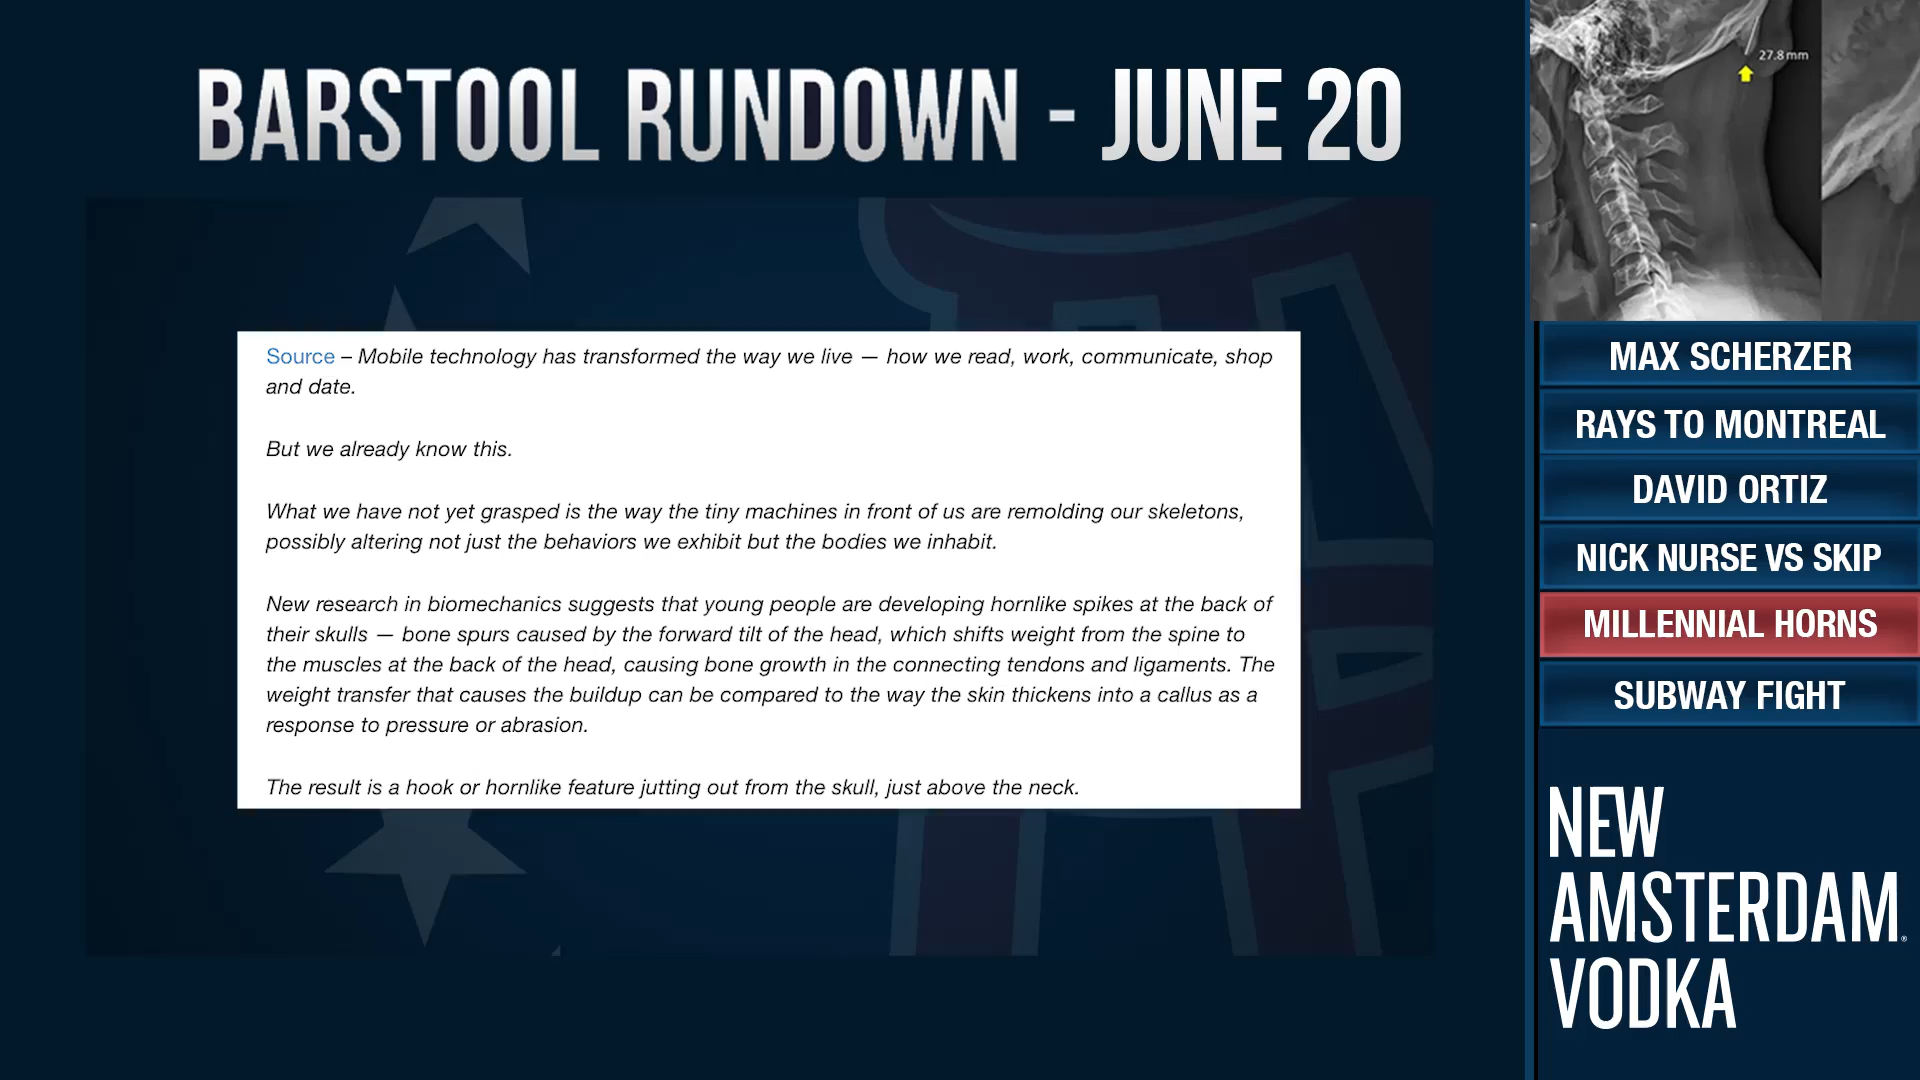 BARSTOOL RUNDOWN - JUNE 20
27.8 mm
Source – Mobile technology has transformed the way we live — how we read, work, communicate, shop
and date.
But we already know this.
What we have not yet grasped is the way the tiny machines in front of us are remolding our skeletons,
possibly altering not just the behaviors we exhibit but the bodies we inhabit.
New research in biomechanics suggests that young people are developing hornlike spikes at the back of
their skulls — bone spurs caused by the forward tilt of the head, which shifts weight from the spine to
the muscles at the back of the head, causing bone growth in the connecting tendons and ligaments. The
weight transfer that causes the buildup can be compared to the way the skin thickens into a callus as a
response to pressure or abrasion.
The result is a hook or hornlike feature jutting out from the skull, just above the neck.
MAX SCHERZER
RAYS TO MONTREAL
DAVID ORTIZ
NICK NURSE VS SKIP
MILLENNIAL HORNS
SUBWAY FIGHT
NEW
AMSTERDAM®
VODKA